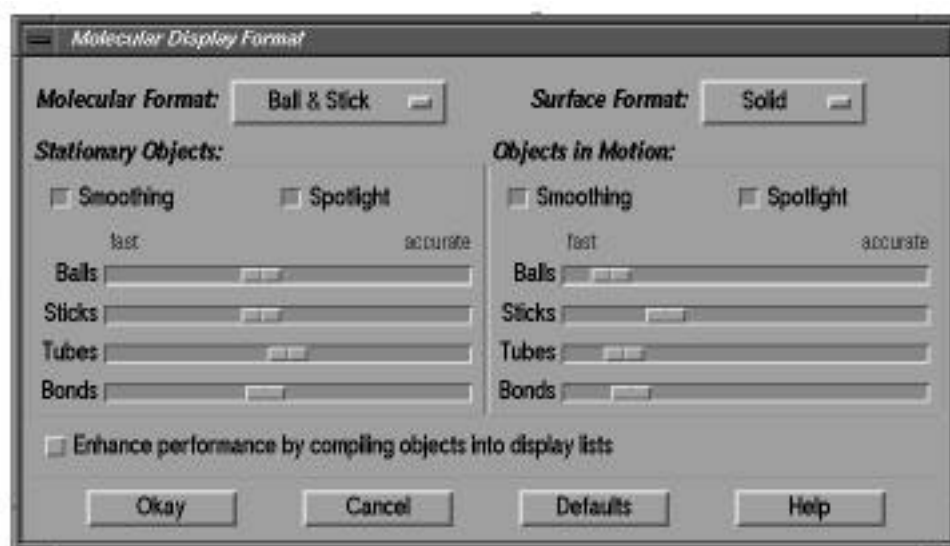 Molecular Display Format
Molecular Format: Ball & Stick Surface Format: Solid
Stationary Objects: Objects in Motion:
Smoothing Spotlight Smoothing Spotlight
fast accurate fast accurate
Balls Balls
Sticks Sticks
Tubes Tubes
Bonds Bonds
Enhance performance by compiling objects into display lists
Okay Cancel Defaults Help